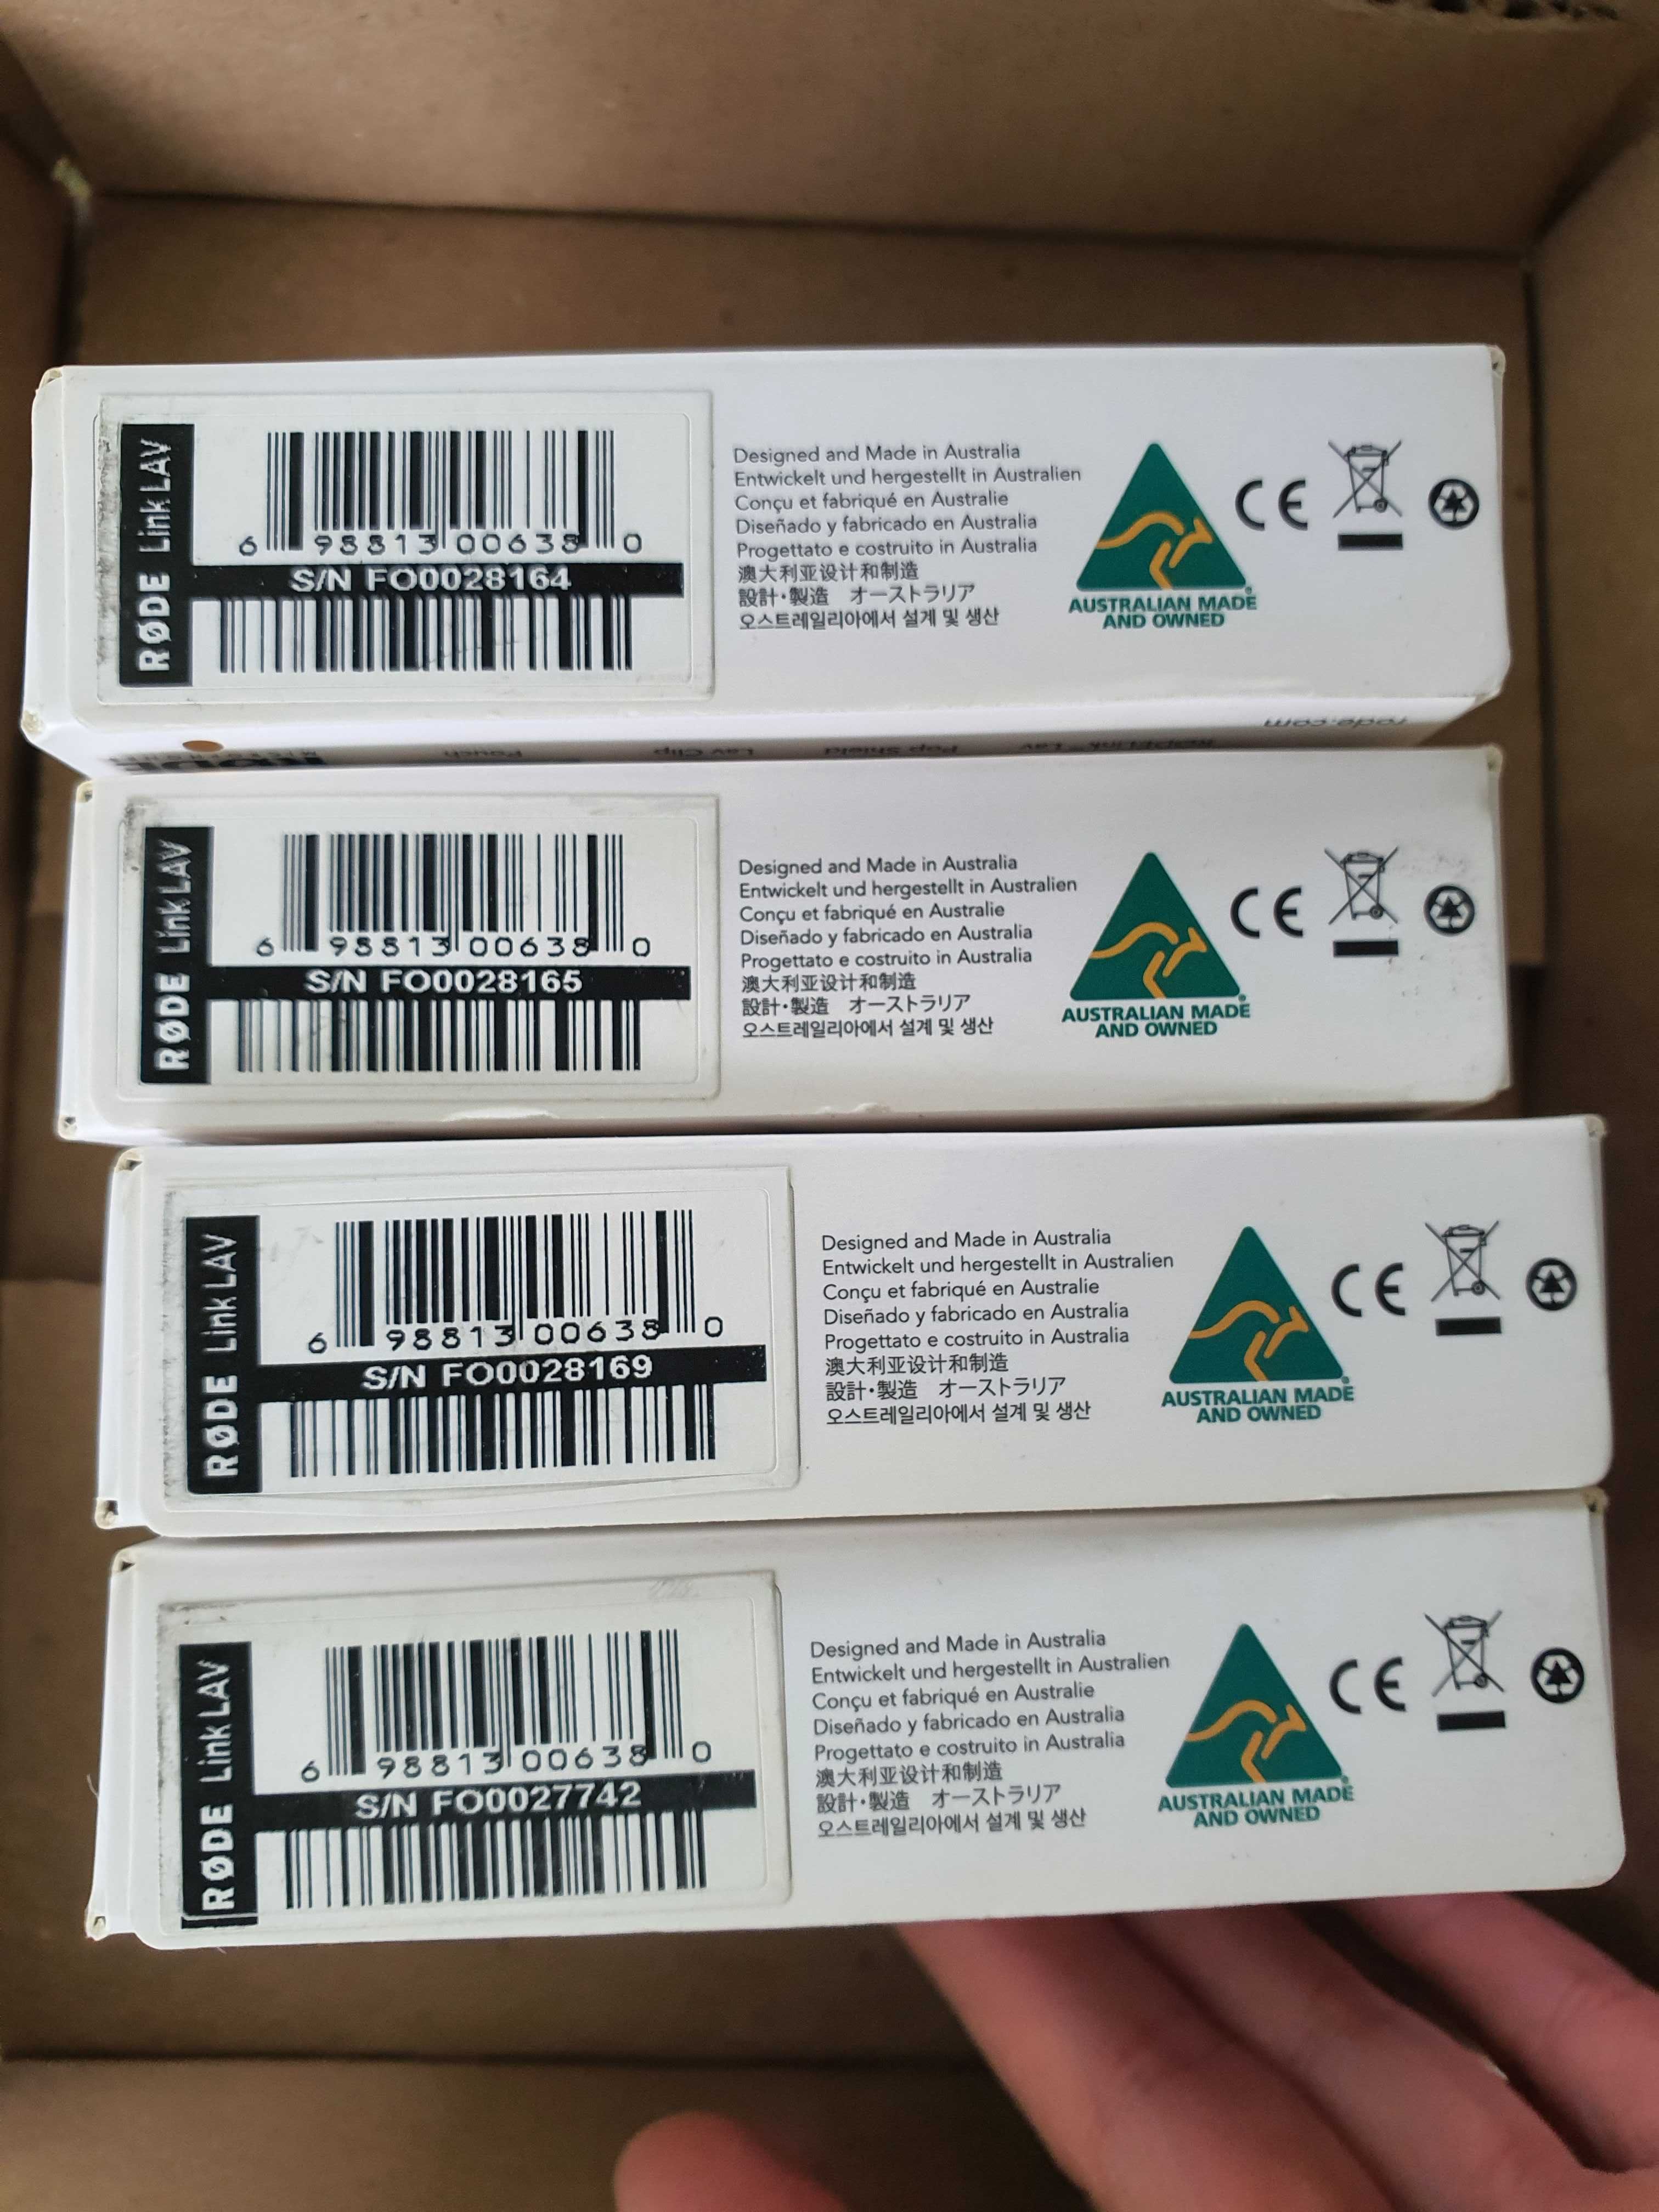 RØDE Link LAV
6 98813 00638 0
S/N FO0028164
Designed and Made in Australia
Entwickelt und hergestellt in Australien
Conçu et fabriqué en Australie
Diseñado y fabricado en Australia
Progettato e costruito in Australia
澳大利亚设计和制造
設計・製造　オーストラリア
오스트레일리아에서 설계 및 생산
AUSTRALIAN MADE
AND OWNED
CE
rode.com
Pouch
Lav Clip
Pop Shield
RØDELink™ Lav
RØDE Link LAV
6 98813 00638 0
S/N FO0028165
Designed and Made in Australia
Entwickelt und hergestellt in Australien
Conçu et fabriqué en Australie
Diseñado y fabricado en Australia
Progettato e costruito in Australia
澳大利亚设计和制造
設計・製造　オーストラリア
오스트레일리아에서 설계 및 생산
AUSTRALIAN MADE
AND OWNED
CE
RØDE Link LAV
6 98813 00638 0
S/N FO0028169
Designed and Made in Australia
Entwickelt und hergestellt in Australien
Conçu et fabriqué en Australie
Diseñado y fabricado en Australia
Progettato e costruito in Australia
澳大利亚设计和制造
設計・製造　オーストラリア
오스트레일리아에서 설계 및 생산
AUSTRALIAN MADE
AND OWNED
CE
RØDE Link LAV
6 98813 00638 0
S/N FO0027742
Designed and Made in Australia
Entwickelt und hergestellt in Australien
Conçu et fabriqué en Australie
Diseñado y fabricado en Australia
Progettato e costruito in Australia
澳大利亚设计和制造
設計・製造　オーストラリア
오스트레일리아에서 설계 및 생산
AUSTRALIAN MADE
AND OWNED
CE